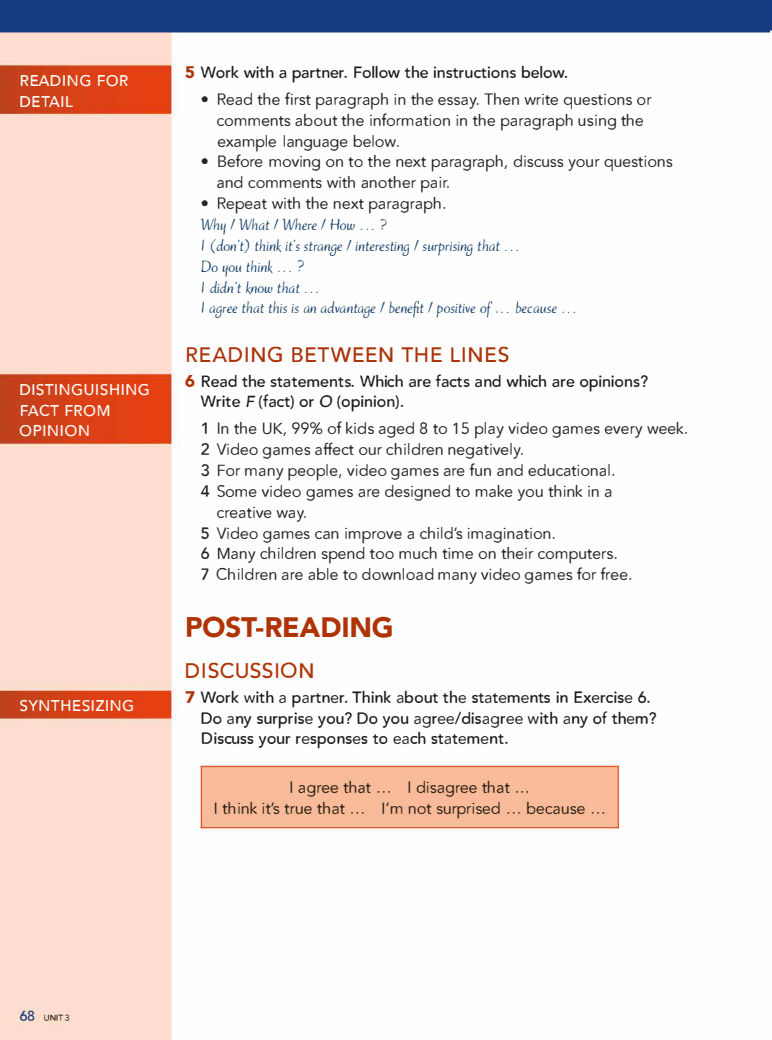 READING FOR
DETAIL
5 Work with a partner. Follow the instructions below.
• Read the first paragraph in the essay. Then write questions or
comments about the information in the paragraph using the
example language below.
• Before moving on to the next paragraph, discuss your questions
and comments with another pair.
• Repeat with the next paragraph.
Why / What / Where / How ... ?
I (don't) think it's strange / interesting / surprising that ...
Do you think ... ?
I didn't know that ...
I agree that this is an advantage / benefit / positive of ... because ...
READING BETWEEN THE LINES
DISTINGUISHING
FACT FROM
OPINION
6 Read the statements. Which are facts and which are opinions?
Write F (fact) or O (opinion).
1 In the UK, 99% of kids aged 8 to 15 play video games every week.
2 Video games affect our children negatively.
3 For many people, video games are fun and educational.
4 Some video games are designed to make you think in a
creative way.
5 Video games can improve a child's imagination.
6 Many children spend too much time on their computers.
7 Children are able to download many video games for free.
POST-READING
DISCUSSION
SYNTHESIZING
7 Work with a partner. Think about the statements in Exercise 6.
Do any surprise you? Do you agree/disagree with any of them?
Discuss your responses to each statement.
I agree that ... I disagree that ...
I think it's true that ... I'm not surprised ... because ...
68 UNIT 3